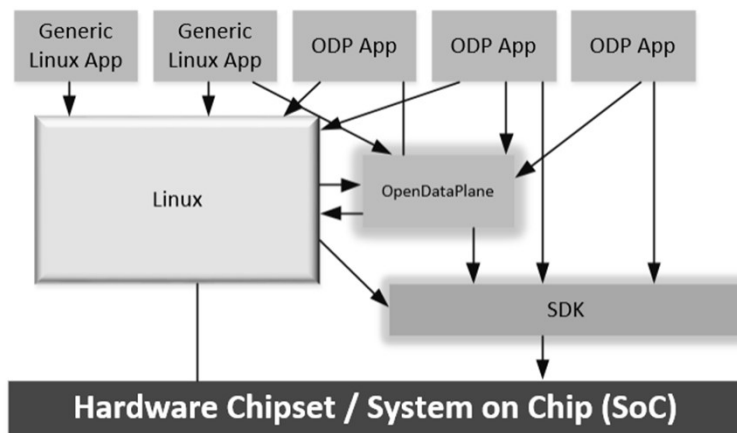 Generic
Linux App
Generic
Linux App
ODP App
ODP App
ODP App
Linux
OpenDataPlane
SDK
Hardware Chipset / System on Chip (SoC)